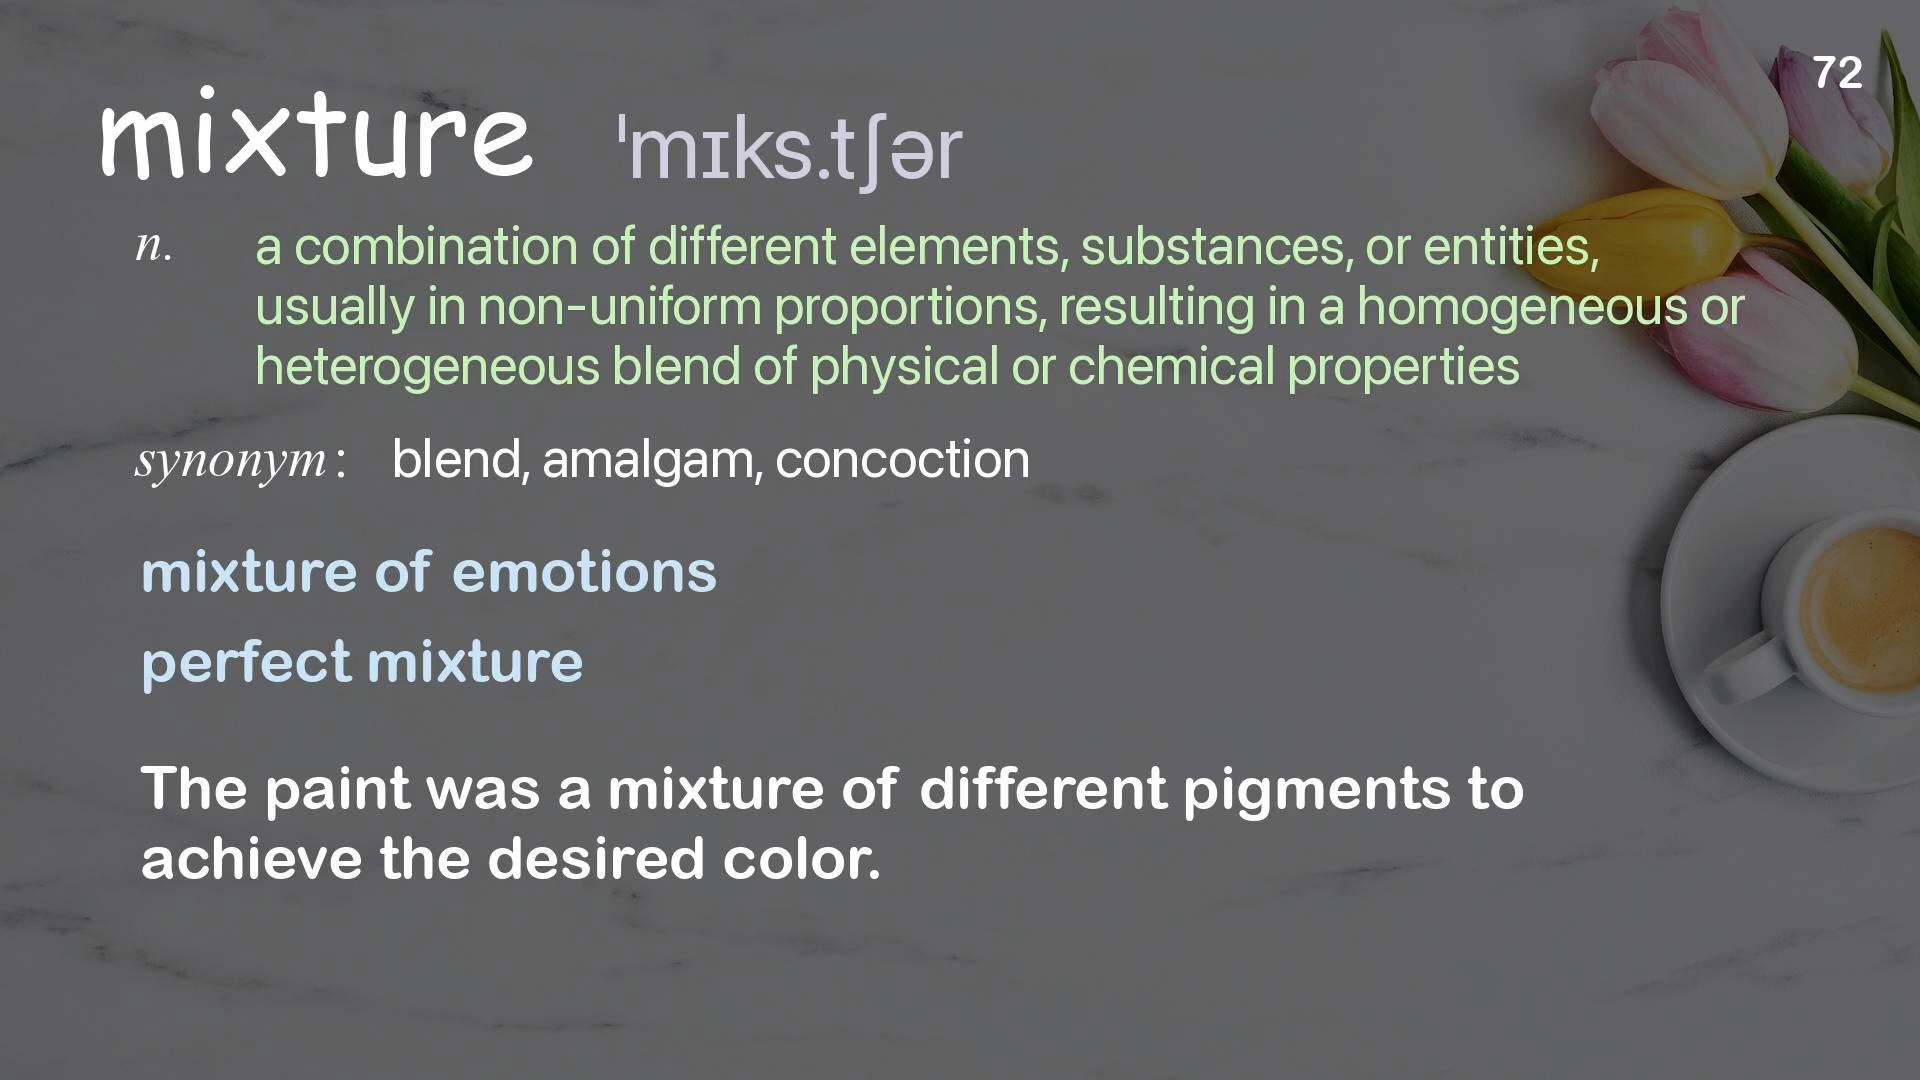 72
mixture ˈmɪks.tʃər
n. a combination of different elements, substances, or entities,
usually in non-uniform proportions, resulting in a homogeneous or
heterogeneous blend of physical or chemical properties
synonym: blend, amalgam, concoction
mixture of emotions
perfect mixture
The paint was a mixture of different pigments to
achieve the desired color.